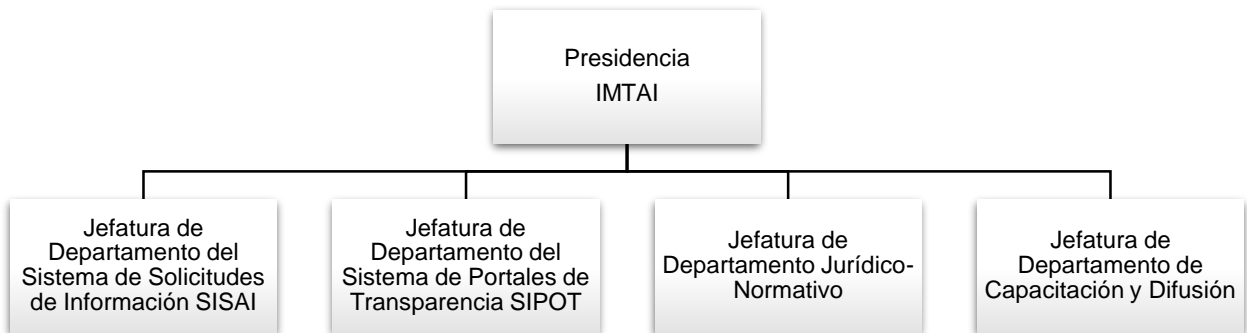 Presidencia
IMTAI
Jefatura de
Departamento del
Sistema de Solicitudes
de Información SISAI
Jefatura de
Departamento del
Sistema de Portales de
Transparencia SIPOT
Jefatura de
Departamento Jurídico-
Normativo
Jefatura de
Departamento de
Capacitación y Difusión